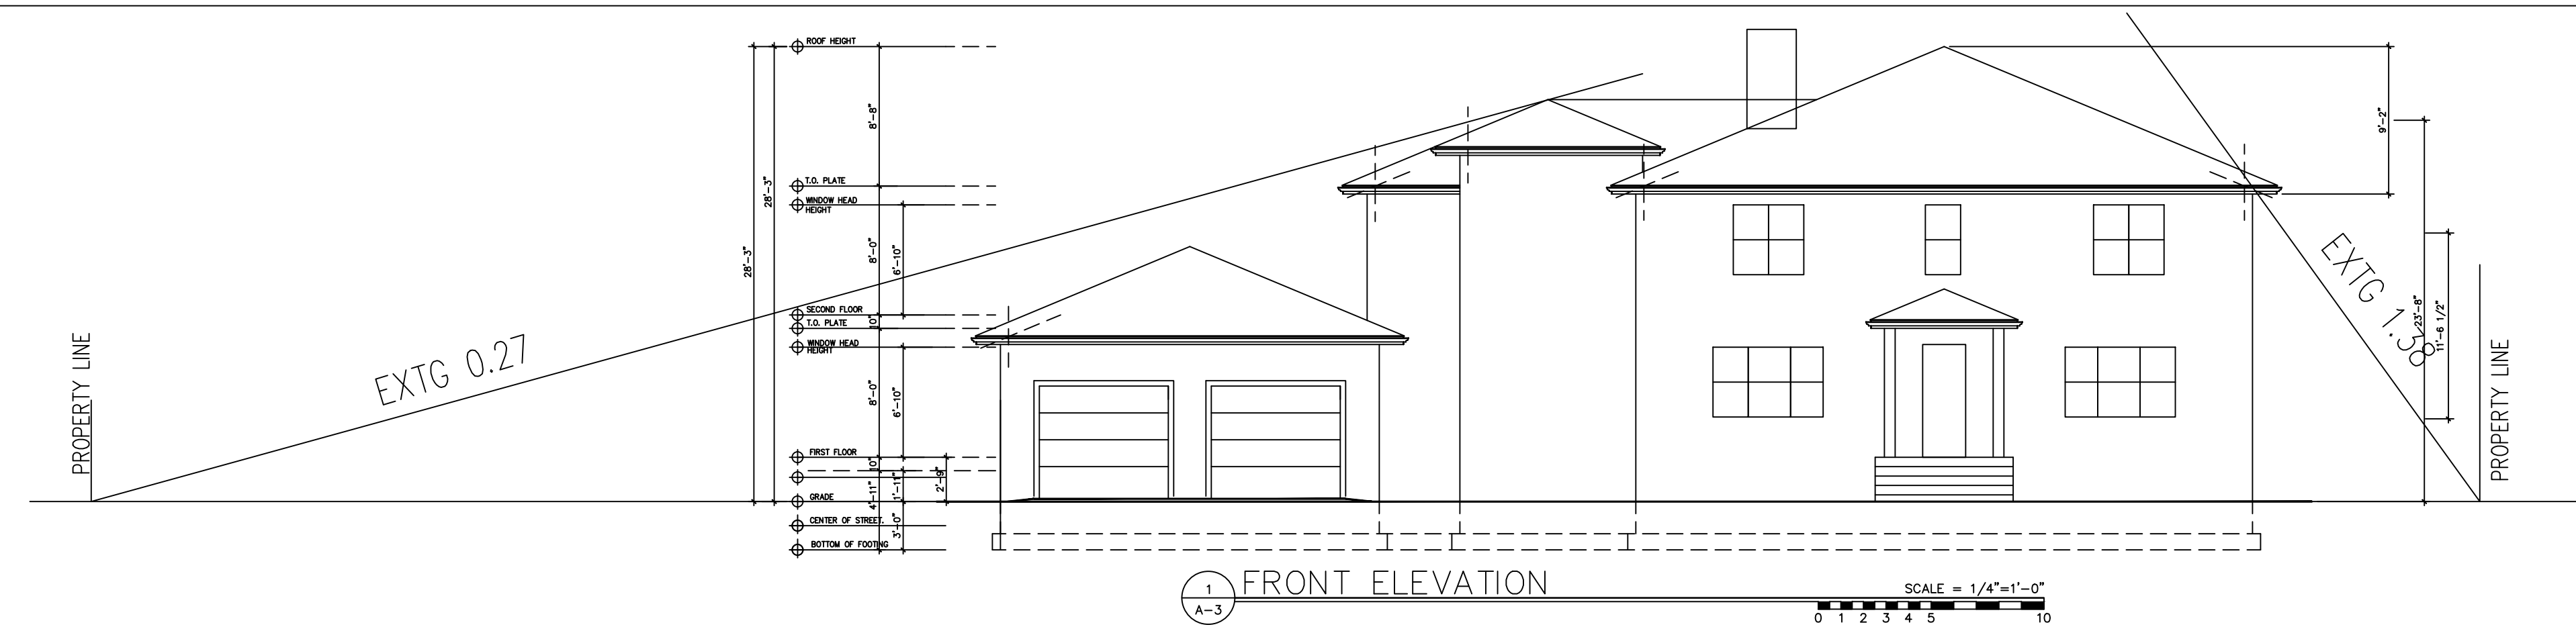 ROOF HEIGHT
8'-8"
9'-2"
28'-3"
28'-3"
T.O. PLATE
WINDOW HEAD
HEIGHT
8'-0"
6'-10"
SECOND FLOOR
10"
T.O. PLATE
WINDOW HEAD
HEIGHT
8'-0"
6'-10"
EXTG 0.27
EXTG 1.58
23'-8"
11'-6 1/2"
PROPERTY LINE
PROPERTY LINE
FIRST FLOOR
10"
2'-9"
1'-11"
4'-11"
GRADE
CENTER OF STREET.
3'-0"
BOTTOM OF FOOTING
1
A-3
FRONT ELEVATION
SCALE = 1/4"=1'-0"
0 1 2 3 4 5 10